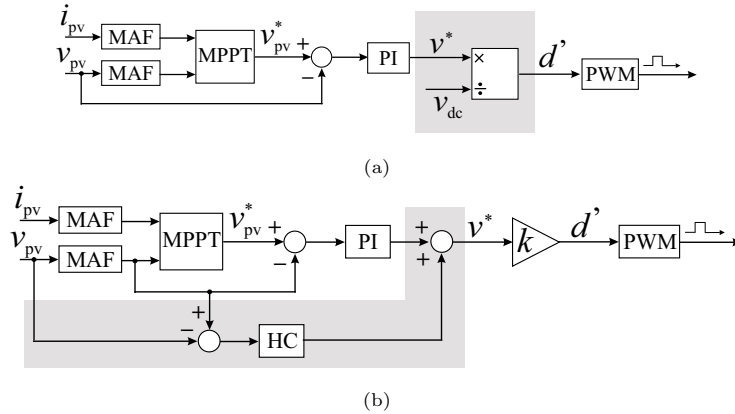 i_pv
MAF
v_pv
MAF
MPPT
v*_pv
+
−
PI
v*
×
÷
v_dc
d’
PWM
(a)
i_pv
MAF
v_pv
MAF
MPPT
v*_pv
+
−
PI
+
+
v*
k
d’
PWM
+
−
HC
(b)